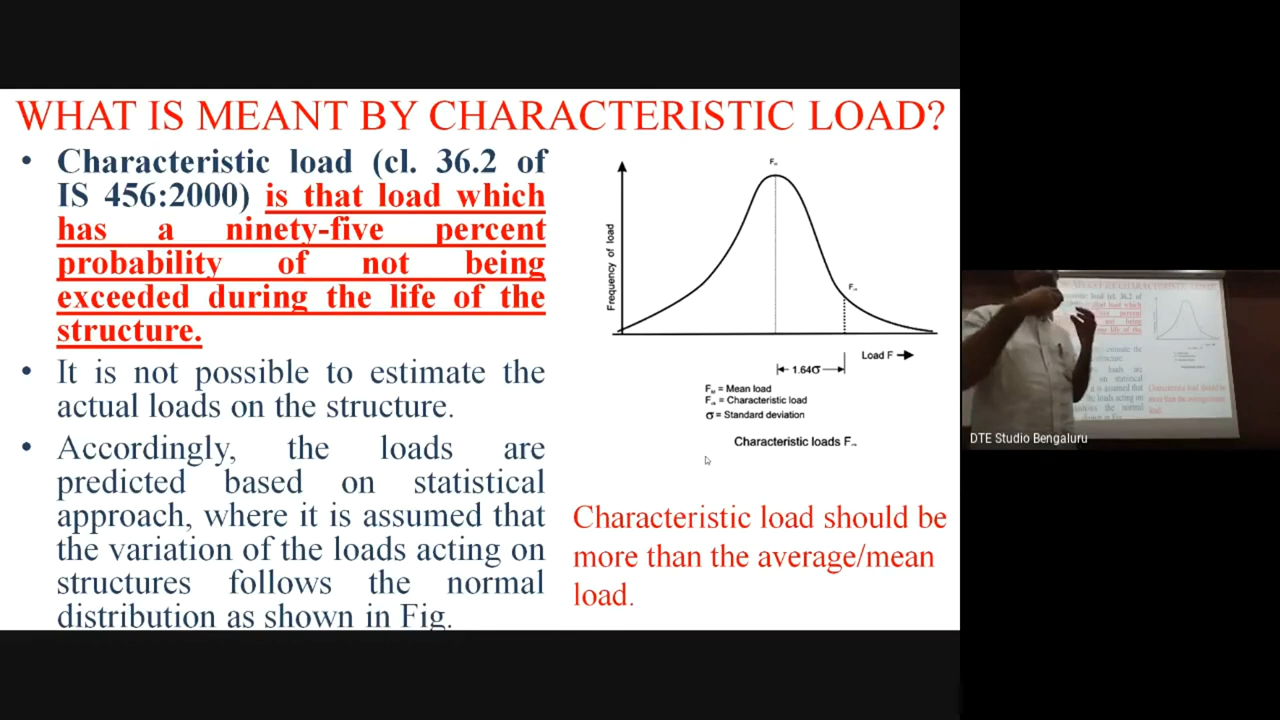 WHAT IS MEANT BY CHARACTERISTIC LOAD?
• Characteristic load (cl. 36.2 of
IS 456:2000) is that load which
has a ninety-five percent
probability of not being
exceeded during the life of the
structure.
• It is not possible to estimate the
actual loads on the structure.
• Accordingly, the loads are
predicted based on statistical
approach, where it is assumed that
the variation of the loads acting on
structures follows the normal
distribution as shown in Fig.
Frequency of load
Load F
1.64σ
= Mean load
= Characteristic load
σ = Standard deviation
Characteristic loads F
Characteristic load should be
more than the average/mean
load.
DTE Studio Bengaluru